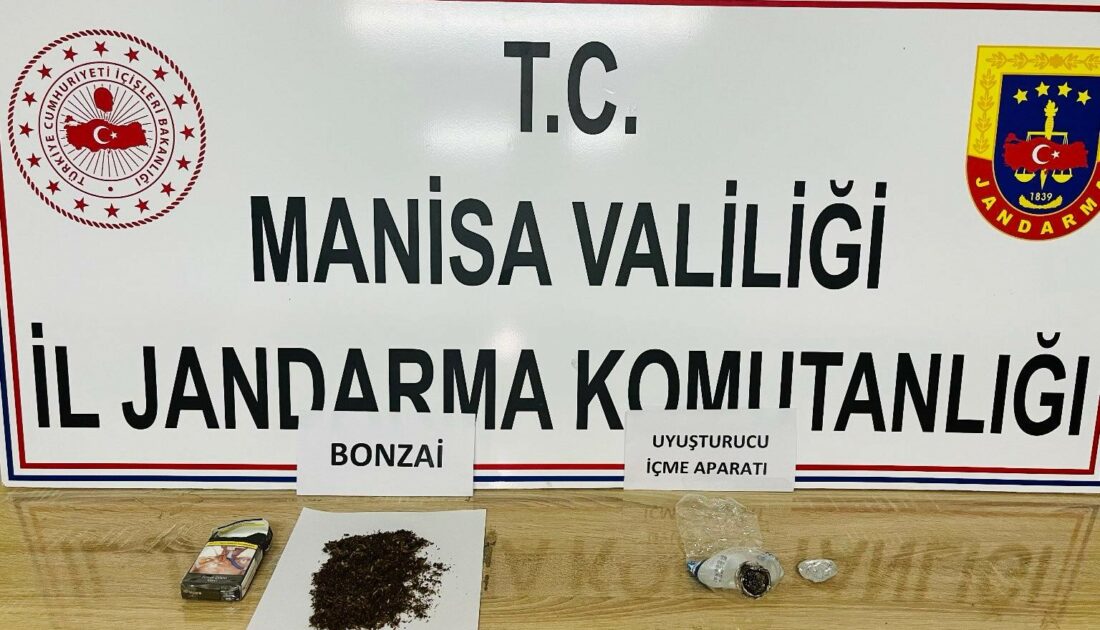 TÜRKİYE CUMHURİYETİ İÇİŞLERİ BAKANLIĞI
T.C.
1839
JANDARMA
MANİSA VALİLİĞİ
İL JANDARMA KOMUTANLIĞI
BONZAİ
UYUŞTURUCU
İÇME APARATI